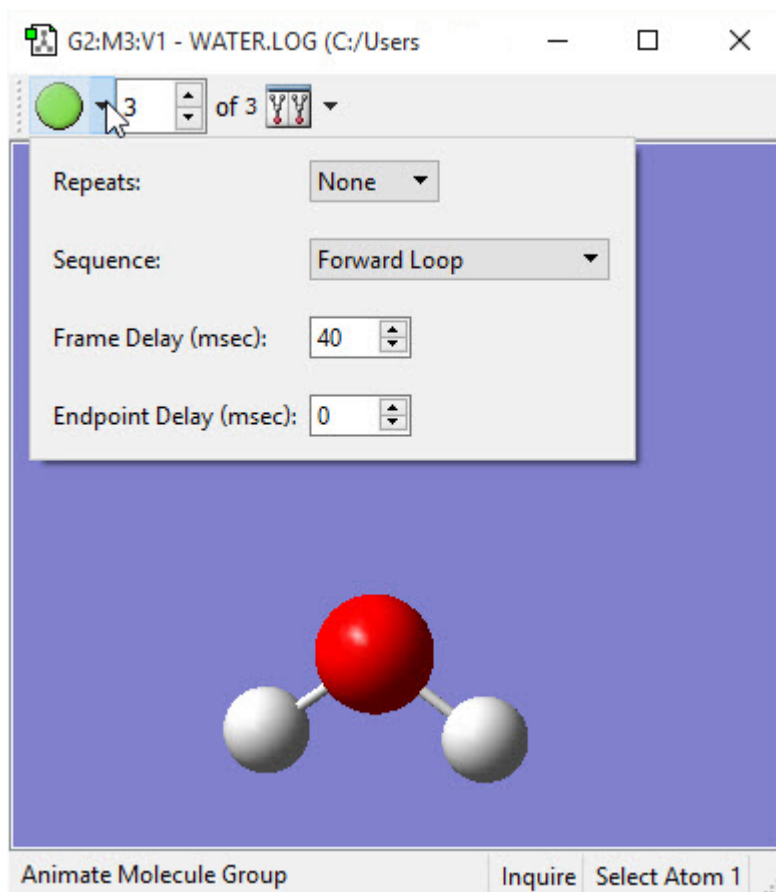 G2:M3:V1 - WATER.LOG (C:/Users
3 of 3
Repeats: None
Sequence: Forward Loop
Frame Delay (msec): 40
Endpoint Delay (msec): 0
Animate Molecule Group Inquire Select Atom 1